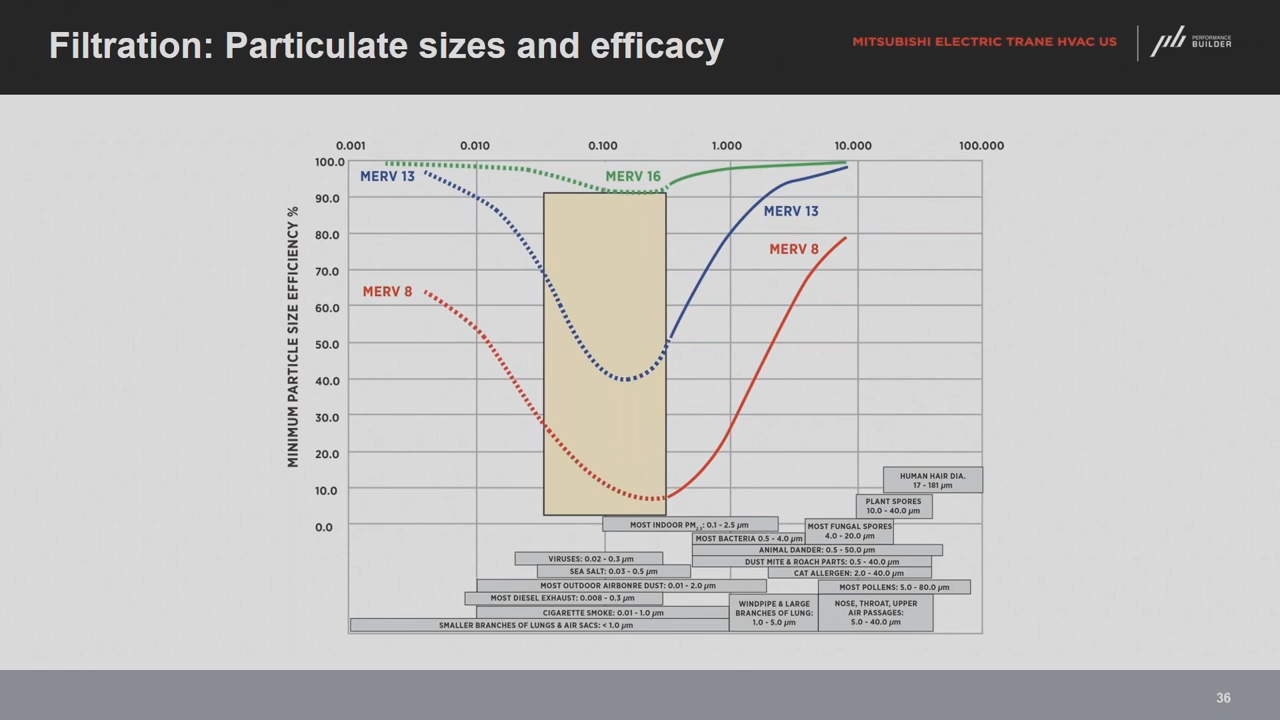 Filtration: Particulate sizes and efficacy
MITSUBISHI ELECTRIC TRANE HVAC US
pb PERFORMANCE
BUILDER
0.001 0.010 0.100 1.000 10.000 100.000
MINIMUM PARTICLE SIZE EFFICIENCY %
100.0
90.0
80.0
70.0
60.0
50.0
40.0
30.0
20.0
10.0
0.0
MERV 13
MERV 16
MERV 13
MERV 8
MERV 8
HUMAN HAIR DIA.
17 - 181 µm
PLANT SPORES
10.0 - 40.0 µm
MOST INDOOR PM2.5: 0.1 - 2.5 µm
MOST FUNGAL SPORES
4.0 - 20.0 µm
MOST BACTERIA 0.5 - 4.0 µm
ANIMAL DANDER: 0.5 - 50.0 µm
VIRUSES: 0.02 - 0.3 µm
DUST MITE & ROACH PARTS: 0.5 - 40.0 µm
SEA SALT: 0.03 - 0.5 µm
CAT ALLERGEN: 2.0 - 40.0 µm
MOST OUTDOOR AIRBONRE DUST: 0.01 - 2.0 µm
MOST POLLENS: 5.0 - 80.0 µm
MOST DIESEL EXHAUST: 0.008 - 0.3 µm
CIGARETTE SMOKE: 0.01 - 1.0 µm
SMALLER BRANCHES OF LUNGS & AIR SACS: < 1.0 µm
WINDPIPE & LARGE
BRANCHES OF LUNG:
1.0 - 5.0 µm
NOSE, THROAT, UPPER
AIR PASSAGES:
5.0 - 40.0 µm
36